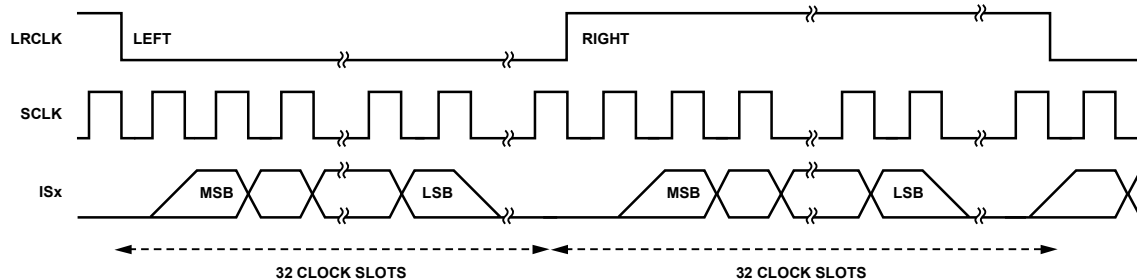 LRCLK LEFT RIGHT
SCLK
ISx MSB LSB MSB LSB
32 CLOCK SLOTS 32 CLOCK SLOTS